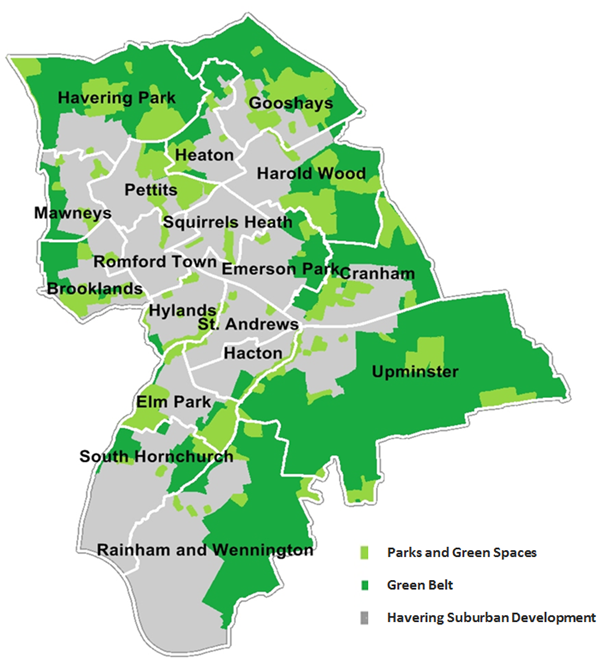 Havering Park
Gooshays
Heaton
Harold Wood
Pettits
Mawneys
Squirrels Heath
Romford Town
Emerson Park
Cranham
Brooklands
Hylands
St. Andrews
Hacton
Upminster
Elm Park
South Hornchurch
Rainham and Wennington
Parks and Green Spaces
Green Belt
Havering Suburban Development